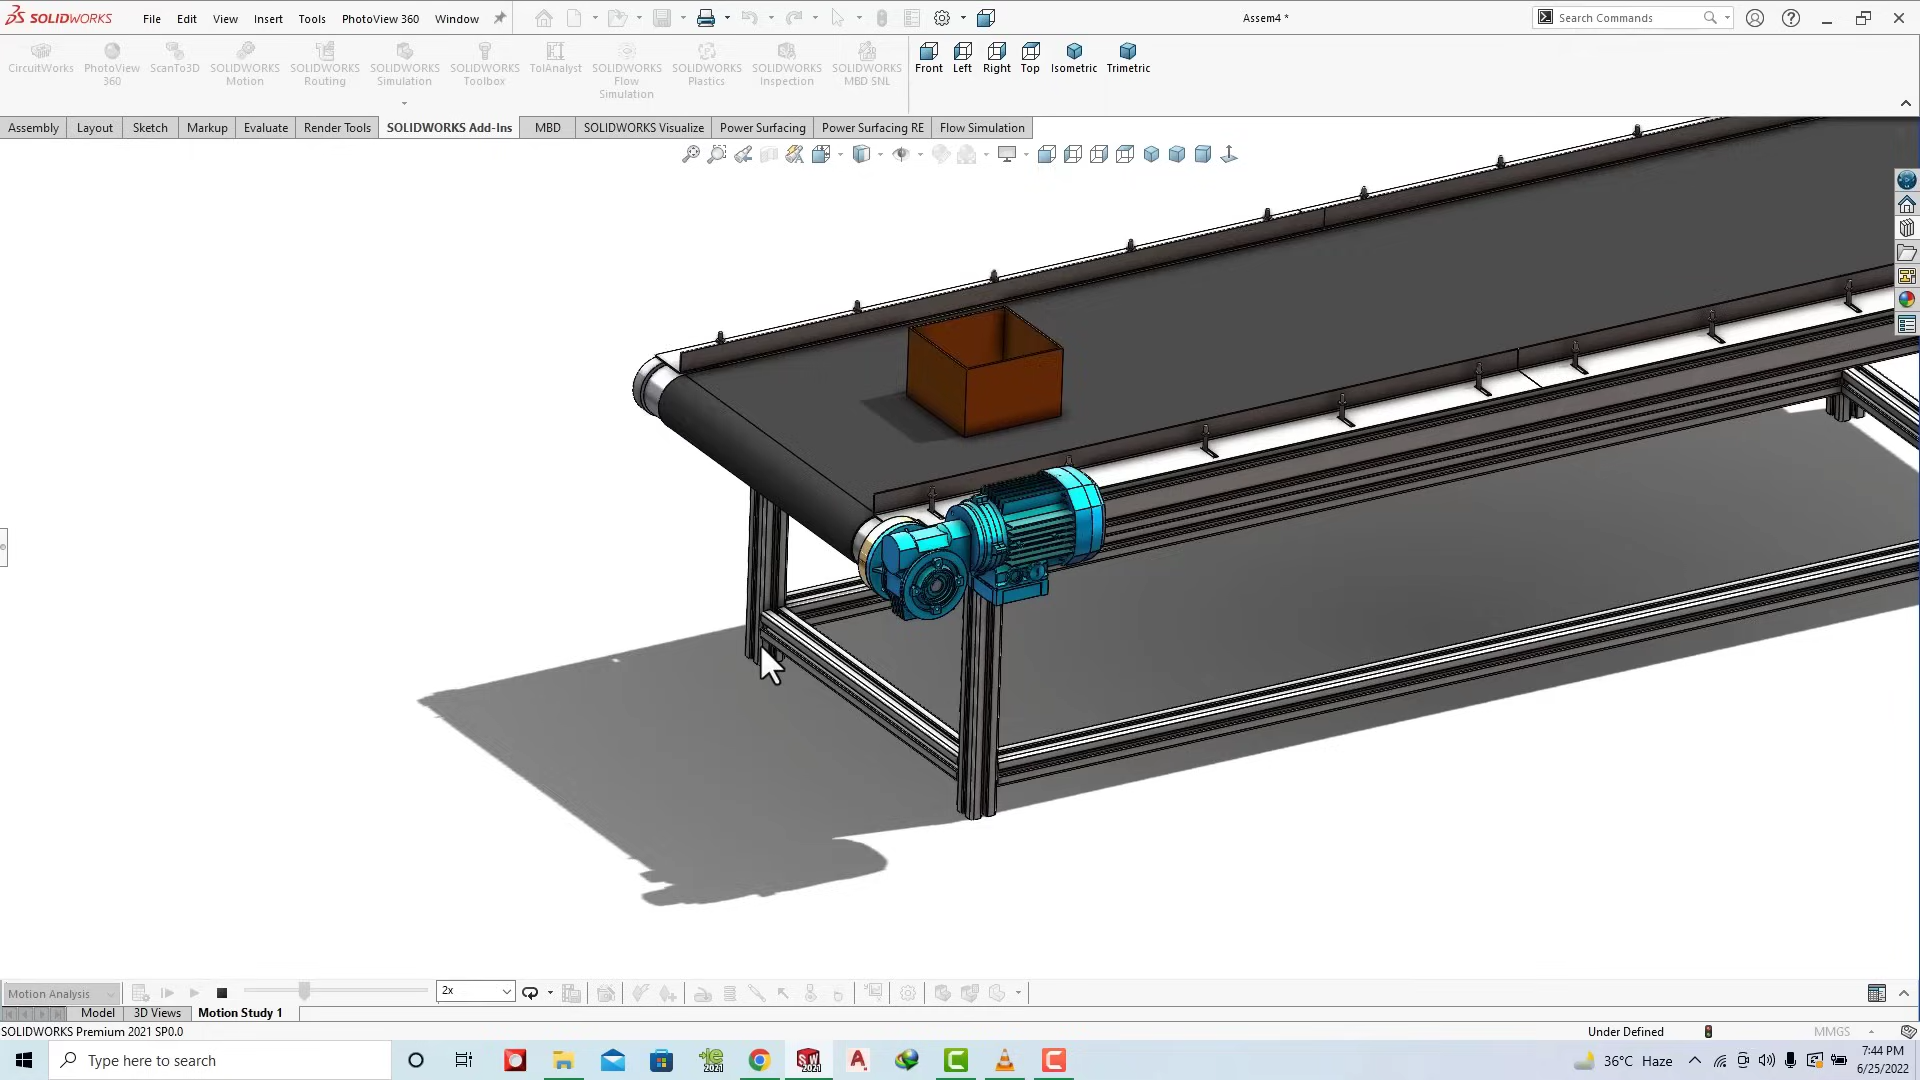 SOLIDWORKS File Edit View Insert Tools PhotoView 360 Window Assem4 * Search Commands
CircuitWorks PhotoView 360 ScanTo3D SOLIDWORKS Motion SOLIDWORKS Routing SOLIDWORKS Simulation SOLIDWORKS Toolbox TolAnalyst SOLIDWORKS Flow Simulation SOLIDWORKS Plastics SOLIDWORKS Inspection SOLIDWORKS MBD SNL Front Left Right Top Isometric Trimetric
Assembly Layout Sketch Markup Evaluate Render Tools SOLIDWORKS Add-Ins MBD SOLIDWORKS Visualize Power Surfacing Power Surfacing RE Flow Simulation
Motion Analysis 2x
Model 3D Views Motion Study 1
SOLIDWORKS Premium 2021 SP0.0 Under Defined MMGS
Type here to search 36°C Haze 7:44 PM
6/25/2022